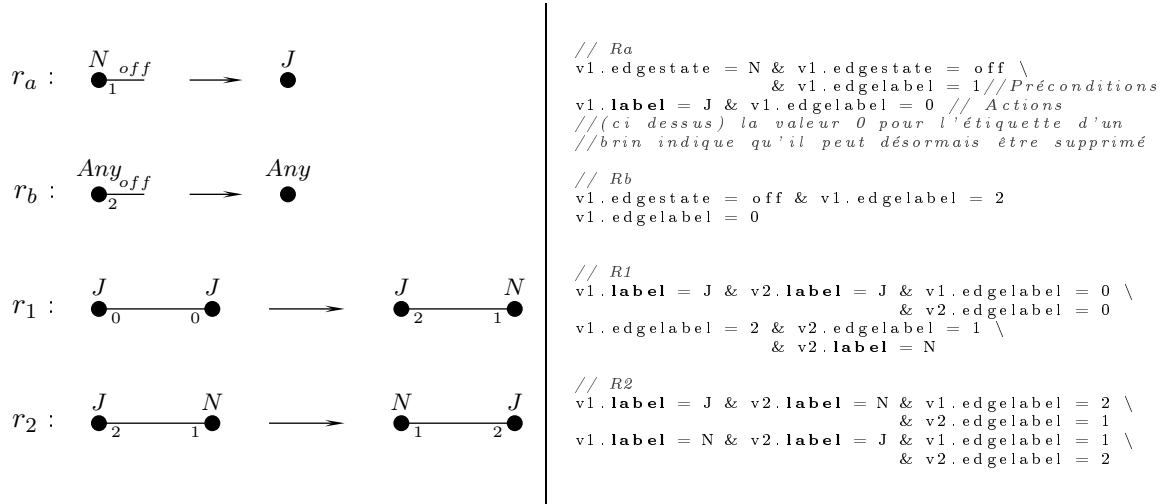 N off J
r_a :
1
Any off Any
r_b :
2
J J J N
r_1 :
0 0 2 1
J N N J
r_2 :
2 1 1 2
// Ra
v1.edgestate = N & v1.edgestate = off \
& v1.edgelabel = 1//Préconditions
v1.label = J & v1.edgelabel = 0 // Actions
//(ci dessus) la valeur 0 pour l'étiquette d'un
//brin indique qu'il peut désormais être supprimé
// Rb
v1.edgestate = off & v1.edgelabel = 2
v1.edgelabel = 0
// R1
v1.label = J & v2.label = J & v1.edgelabel = 0 \
& v2.edgelabel = 0
v1.edgelabel = 2 & v2.edgelabel = 1 \
& v2.label = N
// R2
v1.label = J & v2.label = N & v1.edgelabel = 2 \
& v2.edgelabel = 1
v1.label = N & v2.label = J & v1.edgelabel = 1 \
& v2.edgelabel = 2